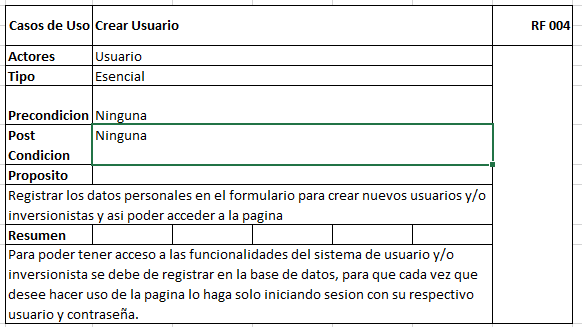 Casos de Uso Crear Usuario RF 004
Actores Usuario
Tipo Esencial
Precondicion Ninguna
Post Ninguna
Condicion
Proposito
Registrar los datos personales en el formulario para crear nuevos usuarios y/o
inversionistas y asi poder acceder a la pagina
Resumen
Para poder tener acceso a las funcionalidades del sistema de usuario y/o
inversionista se debe de registrar en la base de datos, para que cada vez que
desee hacer uso de la pagina lo haga solo iniciando sesion con su respectivo
usuario y contraseña.